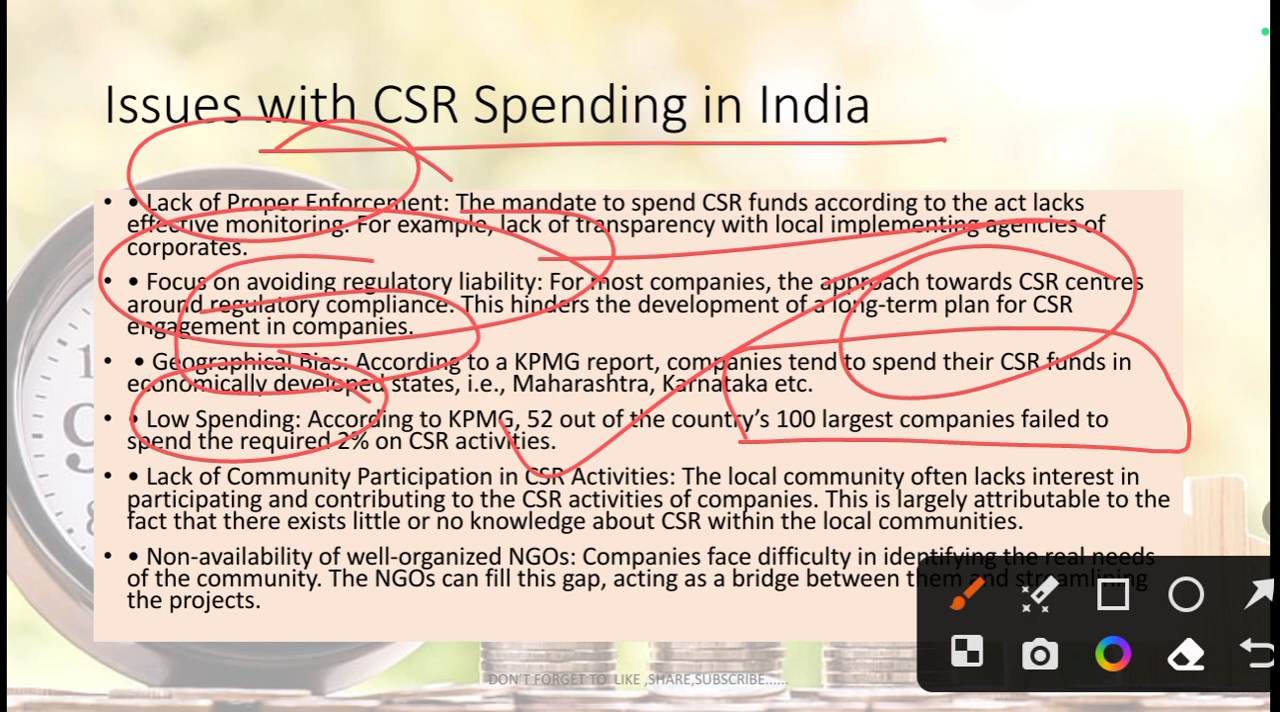 Issues with CSR Spending in India
• • Lack of Proper Enforcement: The mandate to spend CSR funds according to the act lacks
effective monitoring. For example, lack of transparency with local implementing agencies of
corporates.
• • Focus on avoiding regulatory liability: For most companies, the approach towards CSR centres
around regulatory compliance. This hinders the development of a long-term plan for CSR
engagement in companies.
• • Geographical Bias: According to a KPMG report, companies tend to spend their CSR funds in
economically developed states, i.e., Maharashtra, Karnataka etc.
• • Low Spending: According to KPMG, 52 out of the country’s 100 largest companies failed to
spend the required 2% on CSR activities.
• • Lack of Community Participation in CSR Activities: The local community often lacks interest in
participating and contributing to the CSR activities of companies. This is largely attributable to the
fact that there exists little or no knowledge about CSR within the local communities.
• • Non-availability of well-organized NGOs: Companies face difficulty in identifying the real needs
of the community. The NGOs can fill this gap, acting as a bridge between them and streamlining
the projects.
DON'T FORGET TO LIKE ,SHARE,SUBSCRIBE......